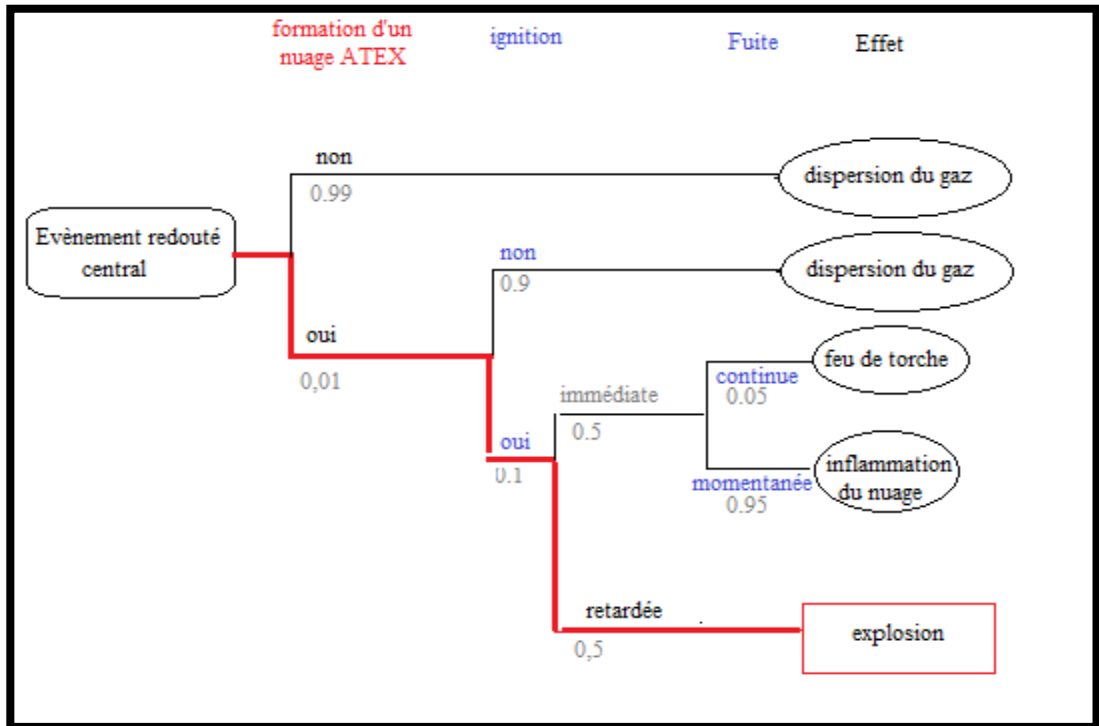 formation d'un
nuage ATEX
ignition
Fuite
Effet
non
0.99
dispersion du gaz
Evènement redouté
central
non
0.9
dispersion du gaz
oui
0,01
feu de torche
continue
0.05
immédiate
0.5
oui
0.1
inflammation
du nuage
momentanée
0.95
retardée
0,5
explosion